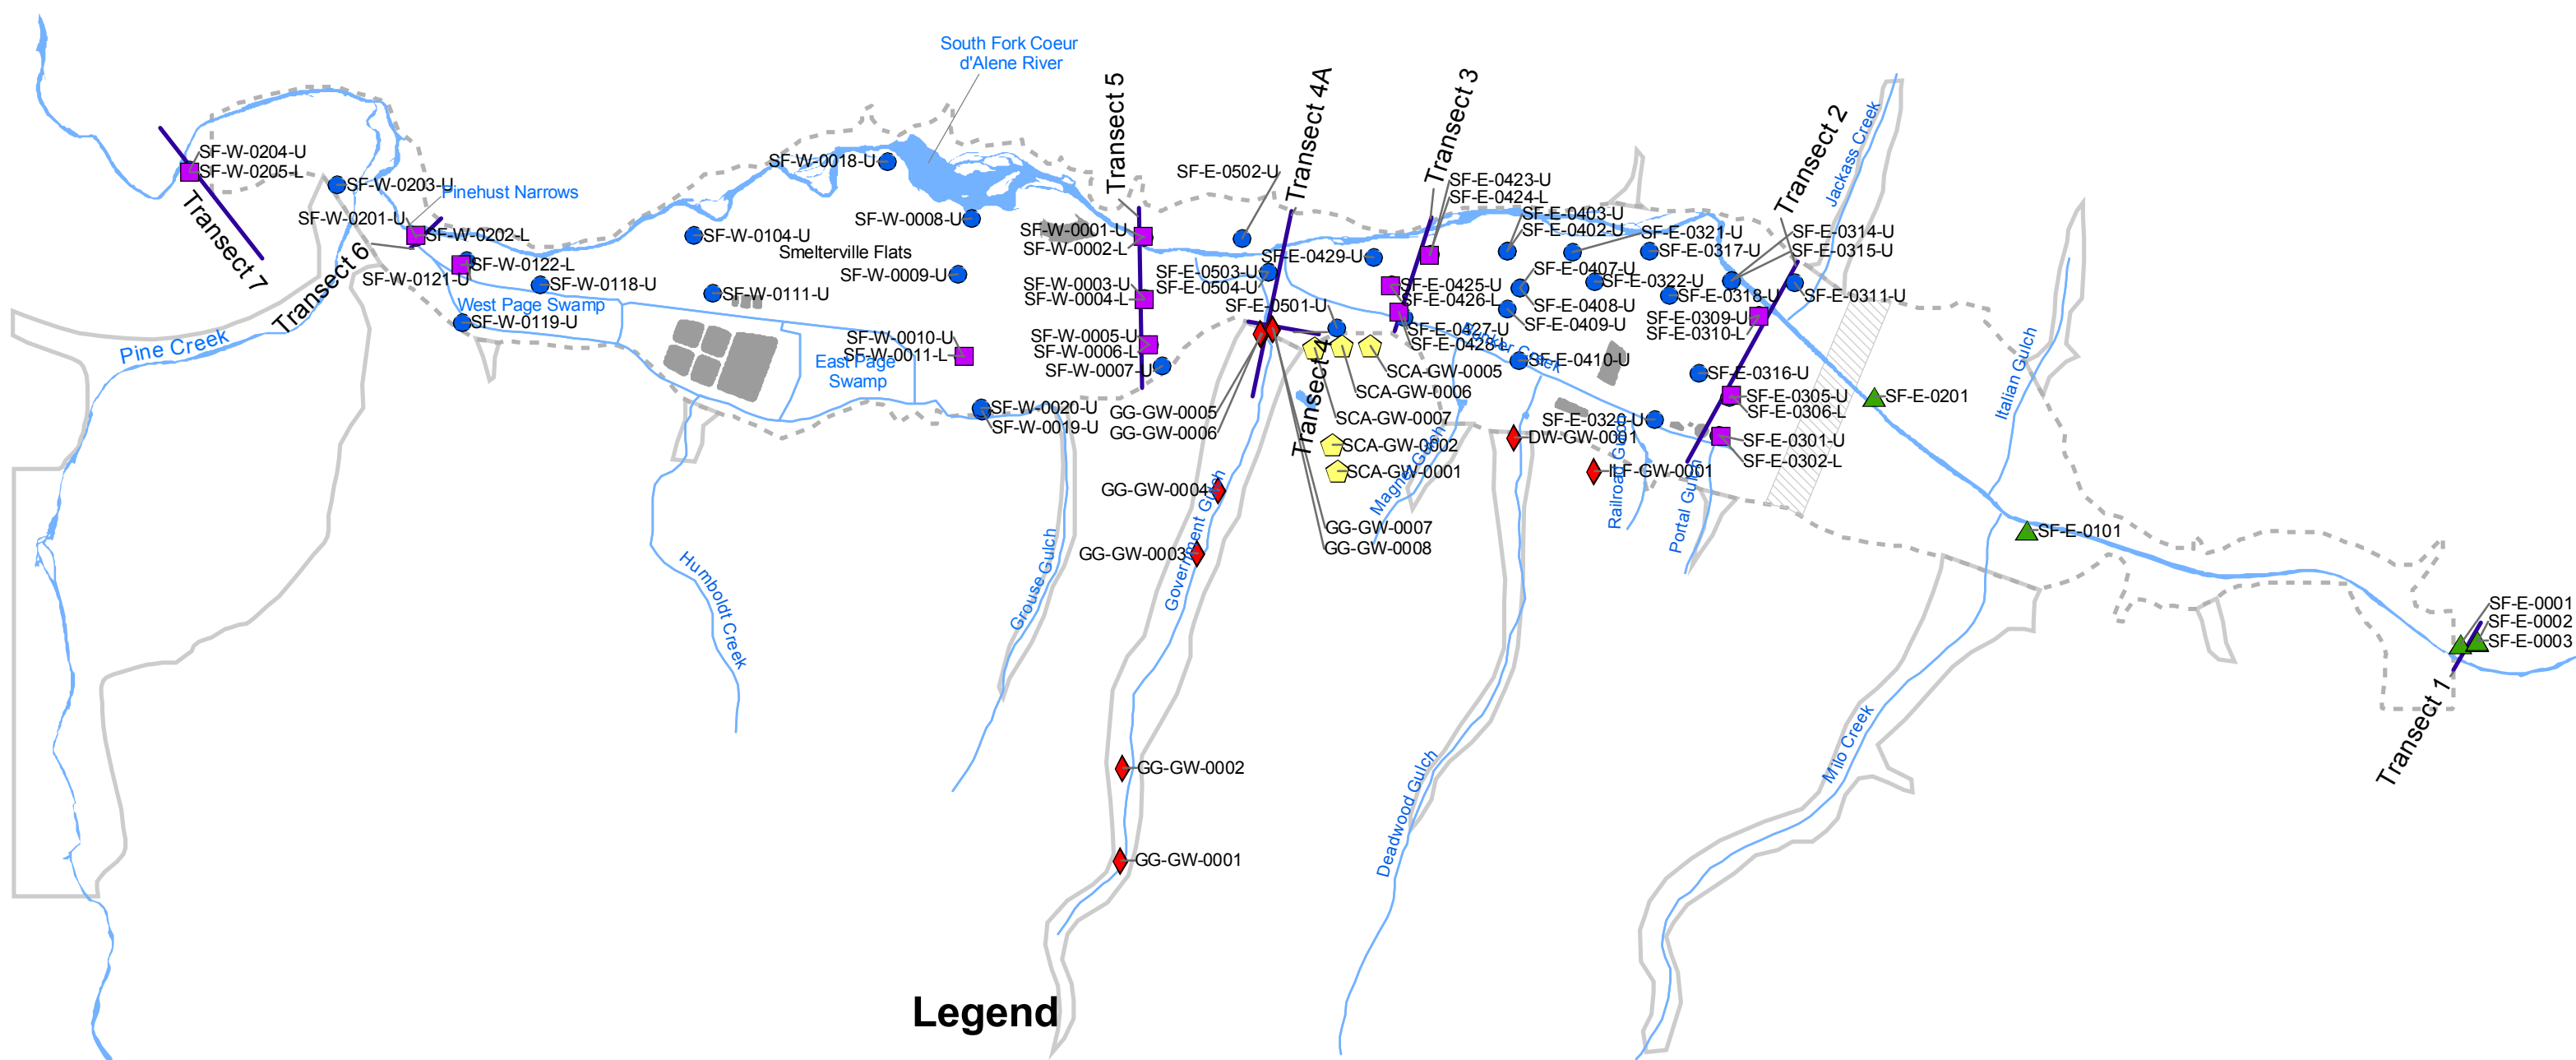 South Fork Coeur
d'Alene River
Transect 5
Transect 4A
Transect 3
Transect 2
Jackass Creek
SF-W-0204-U
SF-W-0205-L
Transect 7
SF-W-0203-U
Pinehust Narrows
SF-W-0201-U
SF-W-0202-L
Transect 6
SF-W-0121-U
SF-W-0122-L
SF-W-0118-U
West Page Swamp
SF-W-0119-U
Pine Creek
SF-W-0104-U
SF-W-0111-U
Smelterville Flats
SF-W-0018-U
SF-W-0008-U
SF-W-0009-U
SF-W-0010-U
SF-W-0011-L
East Page
Swamp
SF-W-0020-U
SF-W-0019-U
SF-W-0001-U
SF-W-0002-L
SF-W-0003-U
SF-W-0004-L
SF-W-0005-U
SF-W-0006-L
SF-W-0007-U
SF-E-0502-U
SF-E-0503-U
SF-E-0504-U
SF-E-0501-U
SF-E-0429-U
SF-E-0423-U
SF-E-0424-L
SF-E-0425-U
SF-E-0426-L
SF-E-0427-U
SF-E-0428-L
SF-E-0403-U
SF-E-0402-U
SF-E-0407-U
SF-E-0408-U
SF-E-0409-U
SF-E-0410-U
Bunker Creek
SF-E-0321-U
SF-E-0317-U
SF-E-0322-U
SF-E-0318-U
SF-E-0314-U
SF-E-0315-U
SF-E-0311-U
SF-E-0309-U
SF-E-0310-L
SF-E-0316-U
SF-E-0305-U
SF-E-0306-L
SF-E-0320-U
SF-E-0301-U
SF-E-0302-L
SF-E-0201
Italian Gulch
SCA-GW-0005
SCA-GW-0006
SCA-GW-0007
SCA-GW-0002
SCA-GW-0001
Transect 4
Magnet Gulch
DW-GW-0001
ILF-GW-0001
Railroad Gulch
Portal Gulch
GG-GW-0005
GG-GW-0006
GG-GW-0004
GG-GW-0003
GG-GW-0007
GG-GW-0008
Government Gulch
Grouse Gulch
Humboldt Creek
GG-GW-0002
GG-GW-0001
Deadwood Gulch
Milo Creek
SF-E-0101
SF-E-0001
SF-E-0002
SF-E-0003
Transect 1
Legend